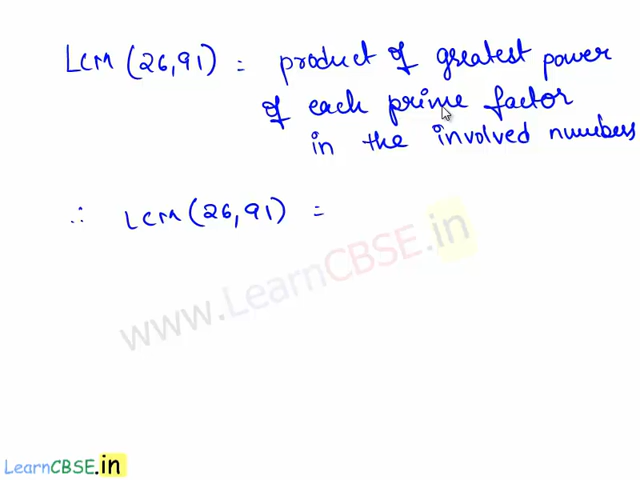 LCM (26,91) = product of greatest power
of each prime factor
in the involved numbers
∴ LCM (26,91) =
www.LearnCBSE.in
LearnCBSE.in